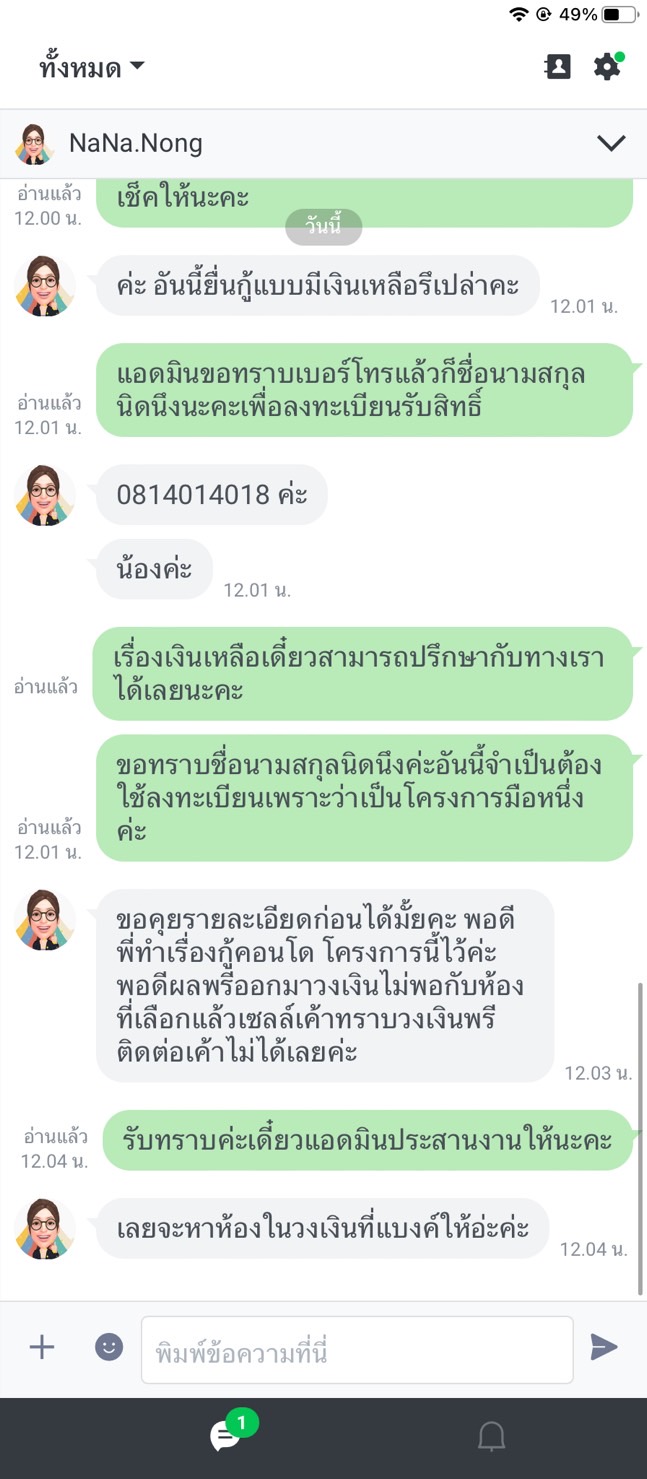 49%
ทั้งหมด
NaNa.Nong
เช็คให้นะคะ
อ่านแล้ว
12.00 น.
วันนี้
ค่ะ อันนี้ยื่นกู้แบบมีเงินเหลือรึเปล่าคะ
12.01 น.
แอดมินขอทราบเบอร์โทรแล้วก็ชื่อนามสกุล
นิดนึงนะคะเพื่อลงทะเบียนรับสิทธิ์
อ่านแล้ว
12.01 น.
0814014018 ค่ะ
น้องค่ะ
12.01 น.
เรื่องเงินเหลือเดี๋ยวสามารถปรึกษากับทางเรา
ได้เลยนะคะ
อ่านแล้ว
ขอทราบชื่อนามสกุลนิดนึงค่ะอันนี้จำเป็นต้อง
ใช้ลงทะเบียนเพราะว่าเป็นโครงการมือหนึ่ง
ค่ะ
อ่านแล้ว
12.01 น.
ขอคุยรายละเอียดก่อนได้มั้ยคะ พอดี
พี่ทำเรื่องกู้คอนโด โครงการนี้ไว้ค่ะ
พอดีผลพรีออกมาวงเงินไม่พอกับห้อง
ที่เลือกแล้วเซลล์เค้าทราบวงเงินพรี
ติดต่อเค้าไม่ได้เลยค่ะ
12.03 น.
รับทราบค่ะเดี๋ยวแอดมินประสานงานให้นะคะ
อ่านแล้ว
12.04 น.
เลยจะหาห้องในวงเงินที่แบงค์ให้อ่ะค่ะ
12.04 น.
พิมพ์ข้อความที่นี่
1